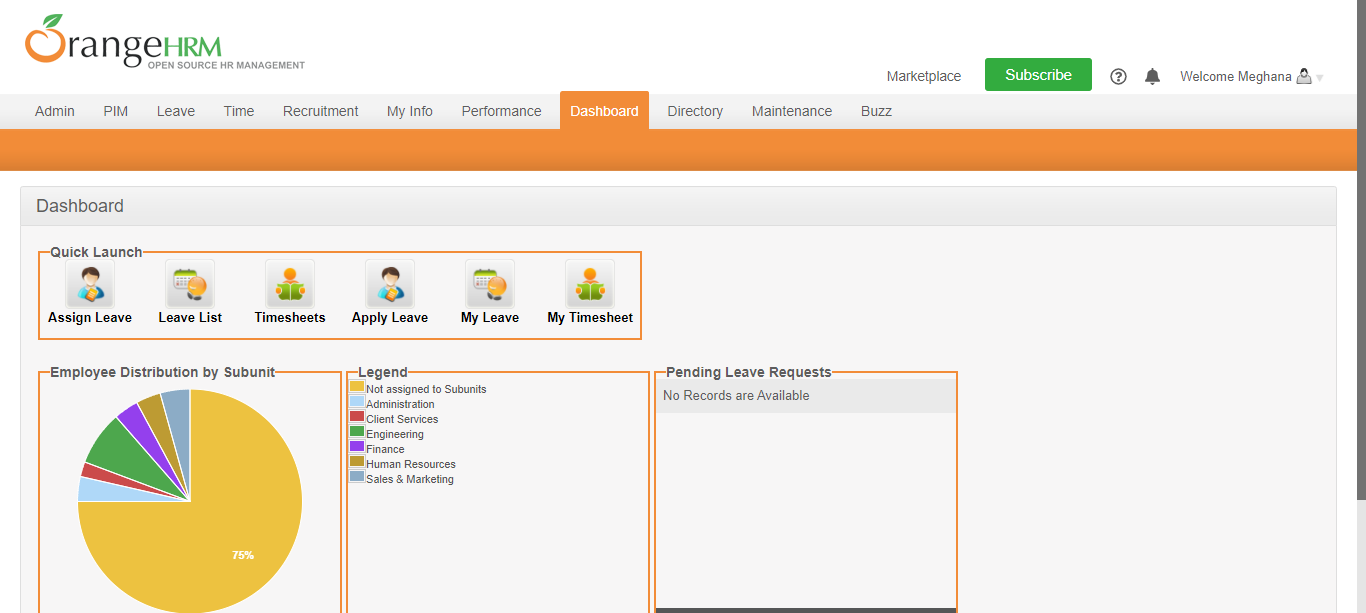 OrangeHRM
OPEN SOURCE HR MANAGEMENT
Marketplace Subscribe Welcome Meghana
Admin PIM Leave Time Recruitment My Info Performance Dashboard Directory Maintenance Buzz
Dashboard
Quick Launch
Assign Leave Leave List Timesheets Apply Leave My Leave My Timesheet
Employee Distribution by Subunit
75%
Legend
Not assigned to Subunits
Administration
Client Services
Engineering
Finance
Human Resources
Sales & Marketing
Pending Leave Requests
No Records are Available